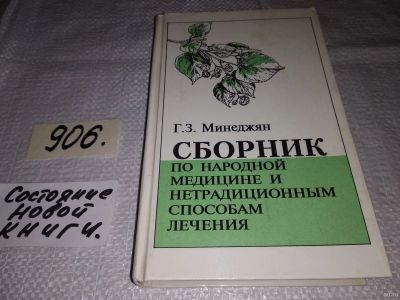 906.
Состояние
Новой
книги.
Г.З. Минеджян
СБОРНИК
ПО НАРОДНОЙ
МЕДИЦИНЕ И
НЕТРАДИЦИОННЫМ
СПОСОБАМ
ЛЕЧЕНИЯ